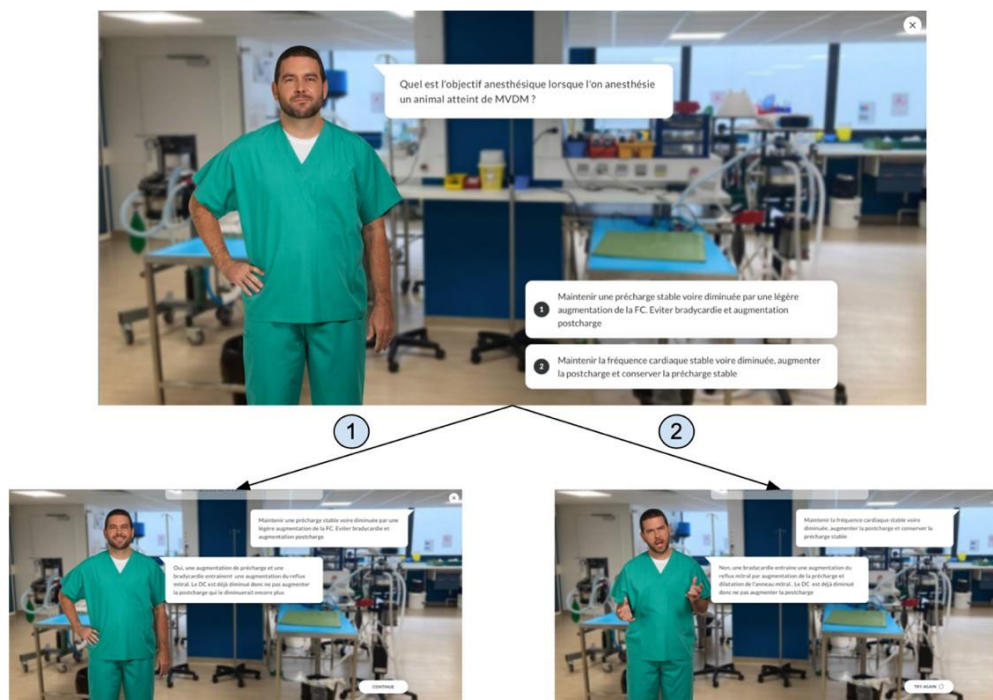 Quel est l'objectif anesthésique lorsque l'on anesthésie
un animal atteint de MVDM ?
1
Maintenir une précharge stable voire diminuée par une légère
augmentation de la FC. Eviter bradycardie et augmentation
postcharge
2
Maintenir la fréquence cardiaque stable voire diminuée, augmenter
la postcharge et conserver la précharge stable
1
2
Maintenir une précharge stable voire diminuée par une
légère augmentation de la FC. Eviter bradycardie et
augmentation postcharge
Oui, une augmentation de précharge et une
bradycardie entrainent une augmentation du reflux
mitral. Le DC est déjà diminué donc ne pas augmenter
la postcharge qui le diminuerait encore plus
CONTINUE
Maintenir la fréquence cardiaque stable voire
diminuée, augmenter la postcharge et conserver la
précharge stable
Non, une bradycardie entraine une augmentation du
reflux mitral par augmentation de la précharge et
dilatation de l'anneau mitral. Le DC est déjà diminué
donc ne pas augmenter la postcharge
TRY AGAIN